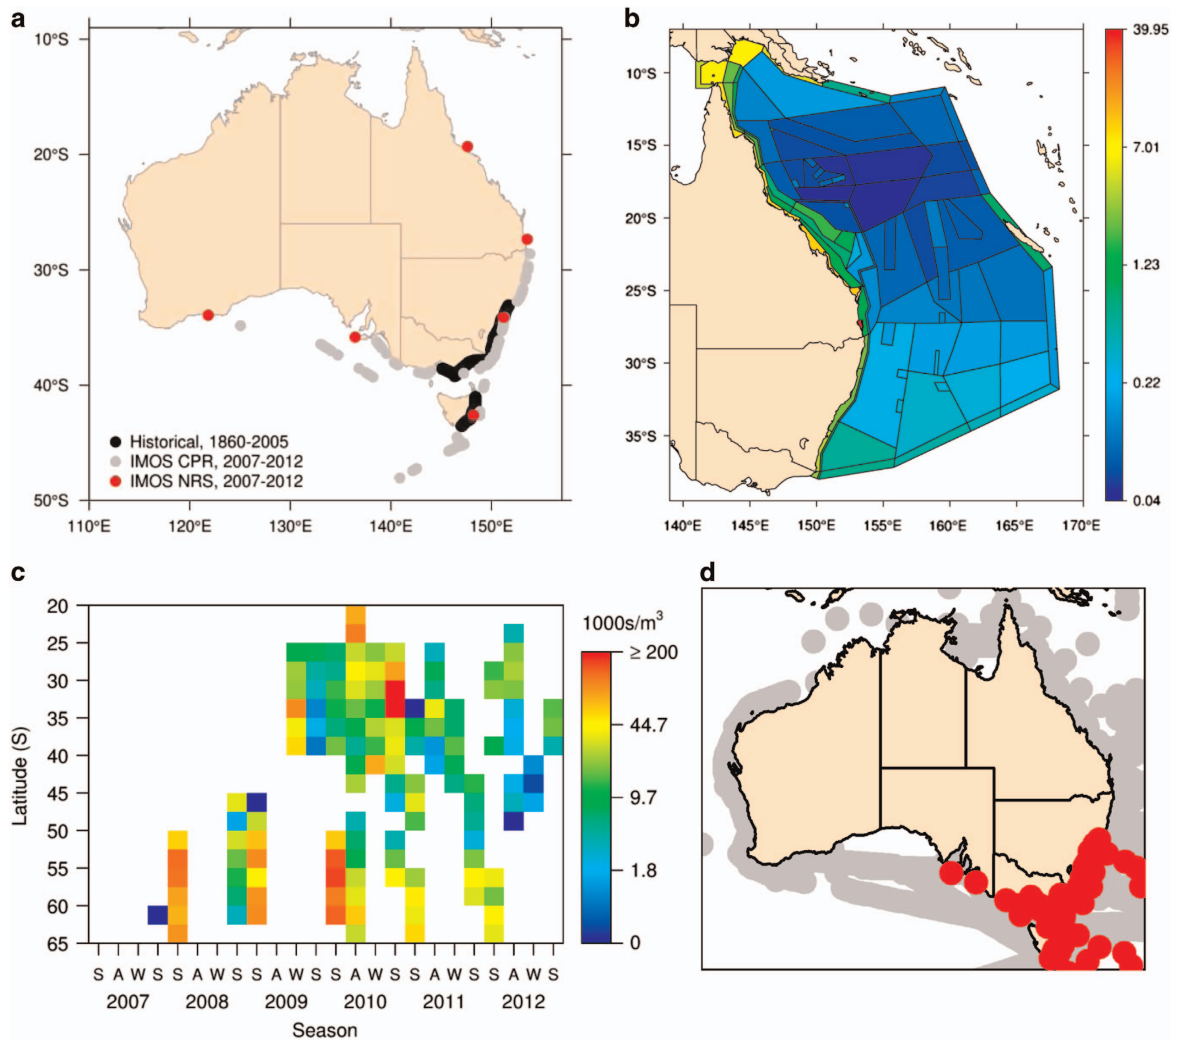 a
10°S
20°S
30°S
40°S
50°S
110°E 120°E 130°E 140°E 150°E
Historical, 1860-2005
IMOS CPR, 2007-2012
IMOS NRS, 2007-2012
b
10°S
15°S
20°S
25°S
30°S
35°S
140°E 145°E 150°E 155°E 160°E 165°E 170°E
39.95
7.01
1.23
0.22
0.04
c
20
25
30
35
40
45
50
55
60
65
Latitude (S)
S A W S S A W S S A W S S A W S S A W S S A W S
2007 2008 2009 2010 2011 2012
Season
1000s/m³
≥ 200
44.7
9.7
1.8
0
d